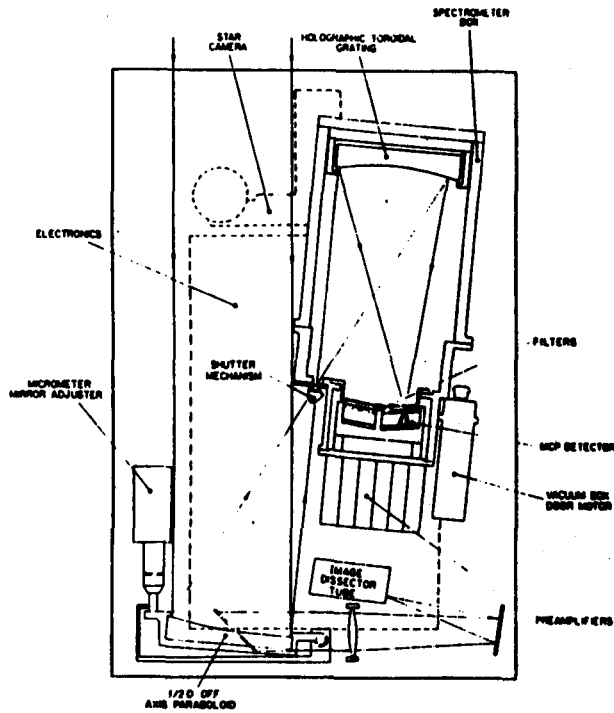 STAR
CAMERA
HOLOGRAPHIC TOROIDAL
GRATING
SPECTROMETER
BOX
ELECTRONICS
SHUTTER
MECHANISM
FILTERS
MICROMETER
MIRROR ADJUSTER
MCP DETECTOR
VACUUM BOX
DOOR MOTOR
IMAGE
DISSECTOR
TUBE
PREAMPLIFIERS
1/2 D OFF
AXIS PARABOLOID